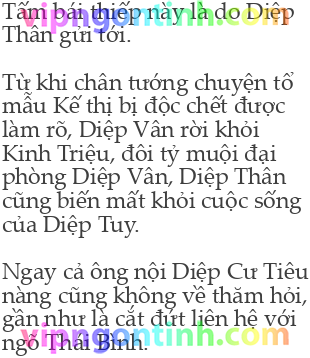 vipngontinh.com
Tấm bái thiếp này là do Diệp
Thần gửi tới.
Từ khi chân tướng chuyện tổ
mẫu Kế thị bị độc chết được
làm rõ, Diệp Vân rời khỏi
Kinh Triệu, đôi tỷ muội đại
phòng Diệp Vân, Diệp Thần
cũng biến mất khỏi cuộc sống
của Diệp Tuy.
Ngay cả ông nội Diệp Cư Tiêu
nàng cũng không về thăm hỏi,
gần như là cắt đứt liên hệ với
ngõ Thái Bình.
vipngontinh.com